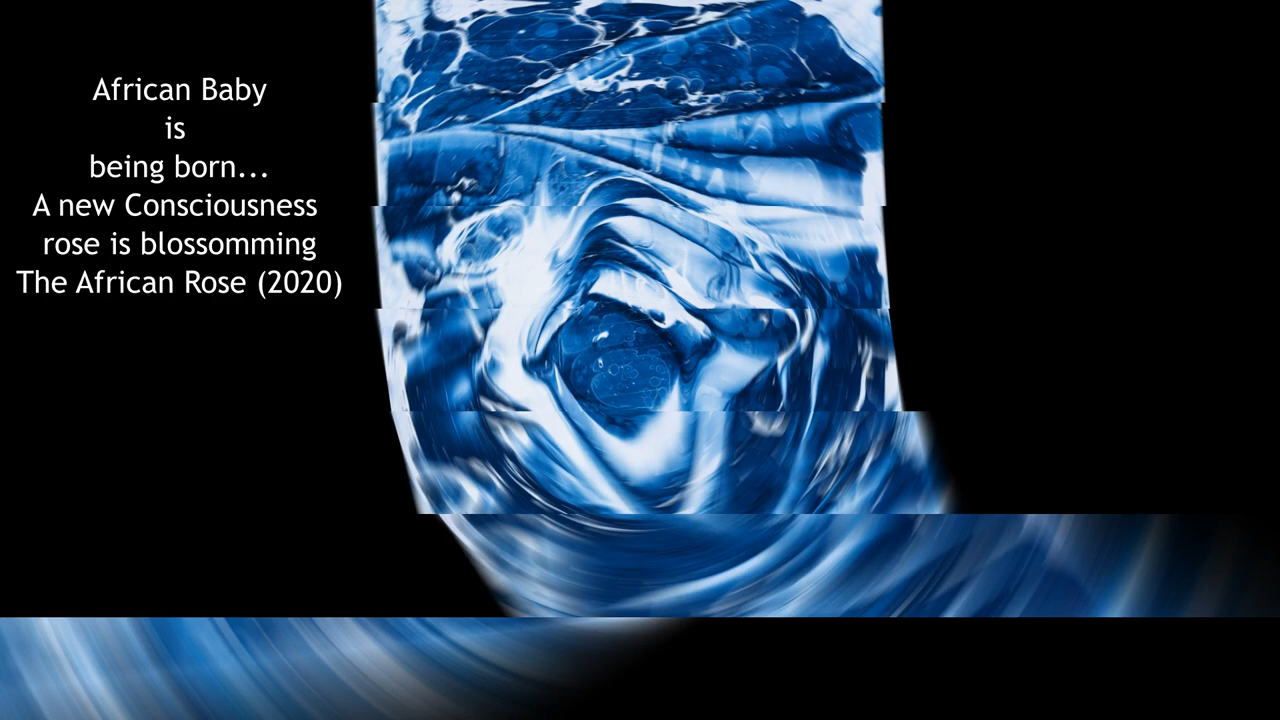 African Baby
is
being born...
A new Consciousness
rose is blossomming
The African Rose (2020)